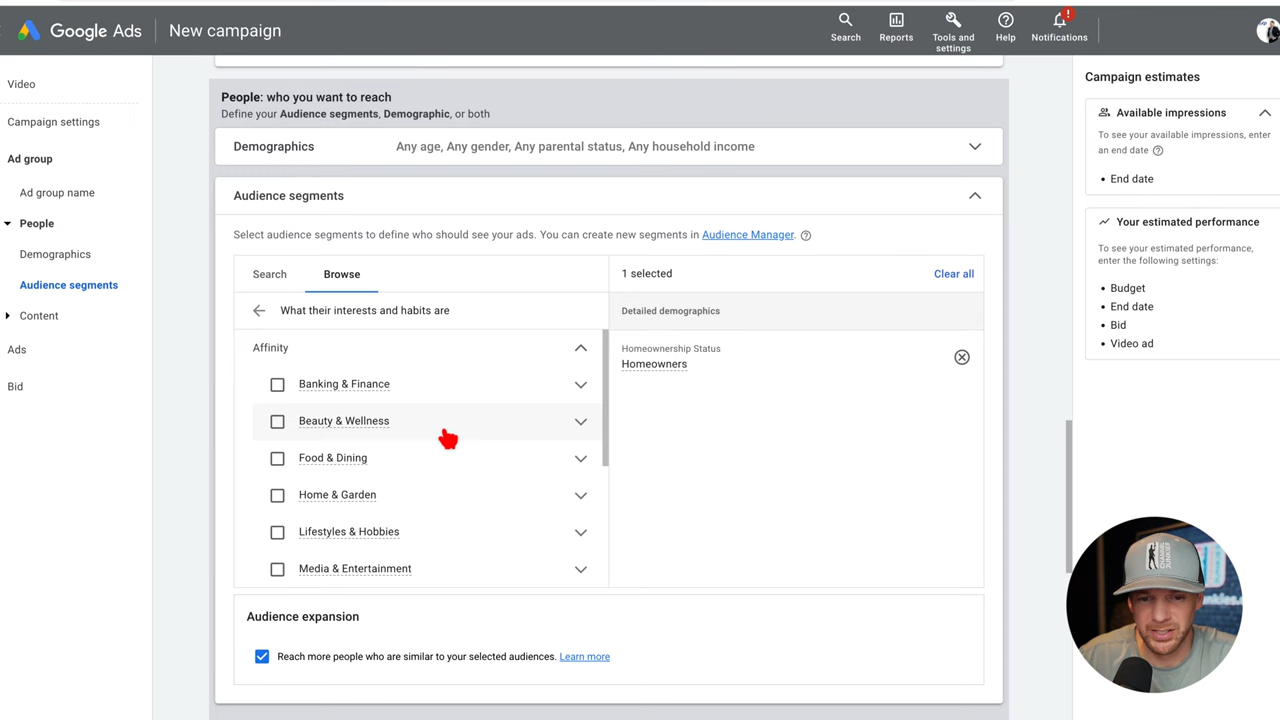 Google Ads
New campaign
Search
Reports
Tools and
settings
Help
!
Notifications
Video
Campaign settings
Ad group
Ad group name
People
Demographics
Audience segments
Content
Ads
Bid
People: who you want to reach
Define your Audience segments, Demographic, or both
Demographics
Any age, Any gender, Any parental status, Any household income
Audience segments
Select audience segments to define who should see your ads. You can create new segments in Audience Manager.
Search
Browse
What their interests and habits are
Affinity
Banking & Finance
Beauty & Wellness
Food & Dining
Home & Garden
Lifestyles & Hobbies
Media & Entertainment
1 selected
Clear all
Detailed demographics
Homeownership Status
Homeowners
Audience expansion
Reach more people who are similar to your selected audiences. Learn more
Campaign estimates
Available impressions
To see your available impressions, enter
an end date
• End date
Your estimated performance
To see your estimated performance,
enter the following settings:
• Budget
• End date
• Bid
• Video ad
CHANNEL
JUNKIES